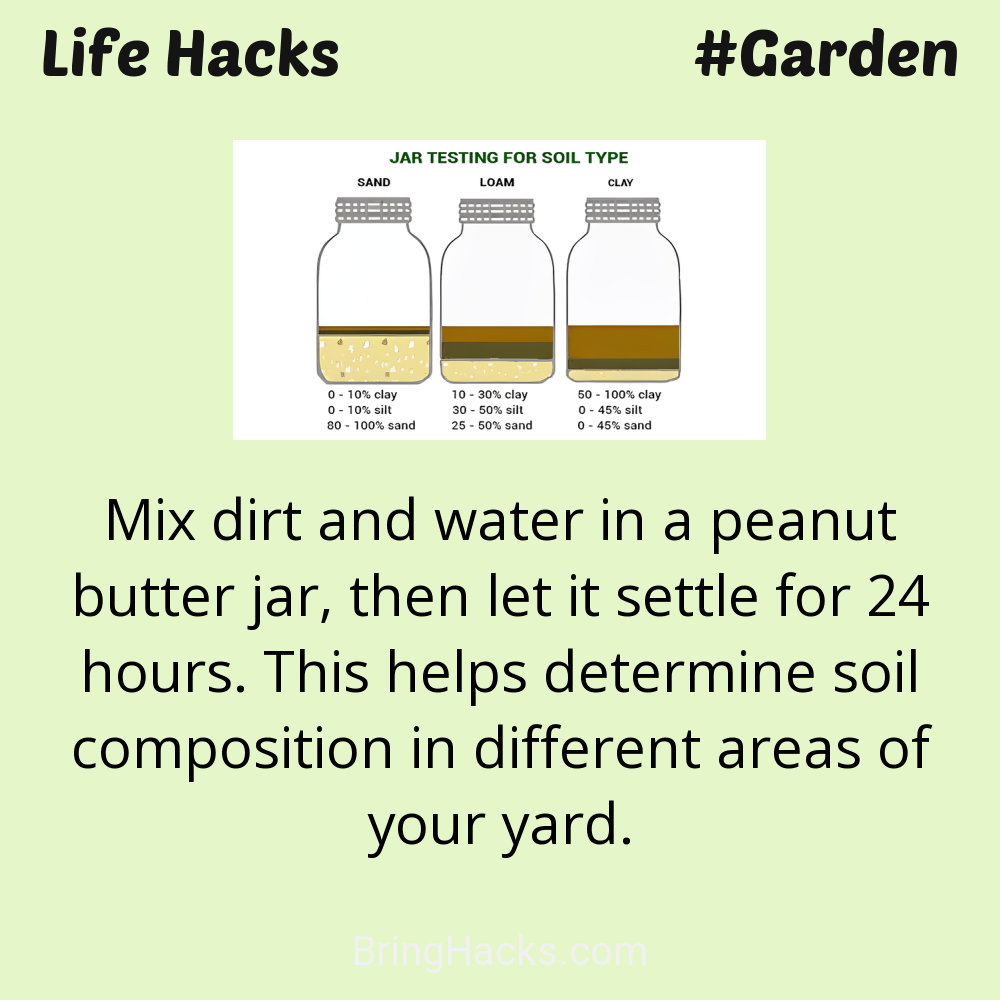 Life Hacks #Garden
JAR TESTING FOR SOIL TYPE
SAND LOAM CLAY
0 - 10% clay 10 - 30% clay 50 - 100% clay
0 - 10% silt 30 - 50% silt 0 - 45% silt
80 - 100% sand 25 - 50% sand 0 - 45% sand
Mix dirt and water in a peanut
butter jar, then let it settle for 24
hours. This helps determine soil
composition in different areas of
your yard.
BringHacks.com